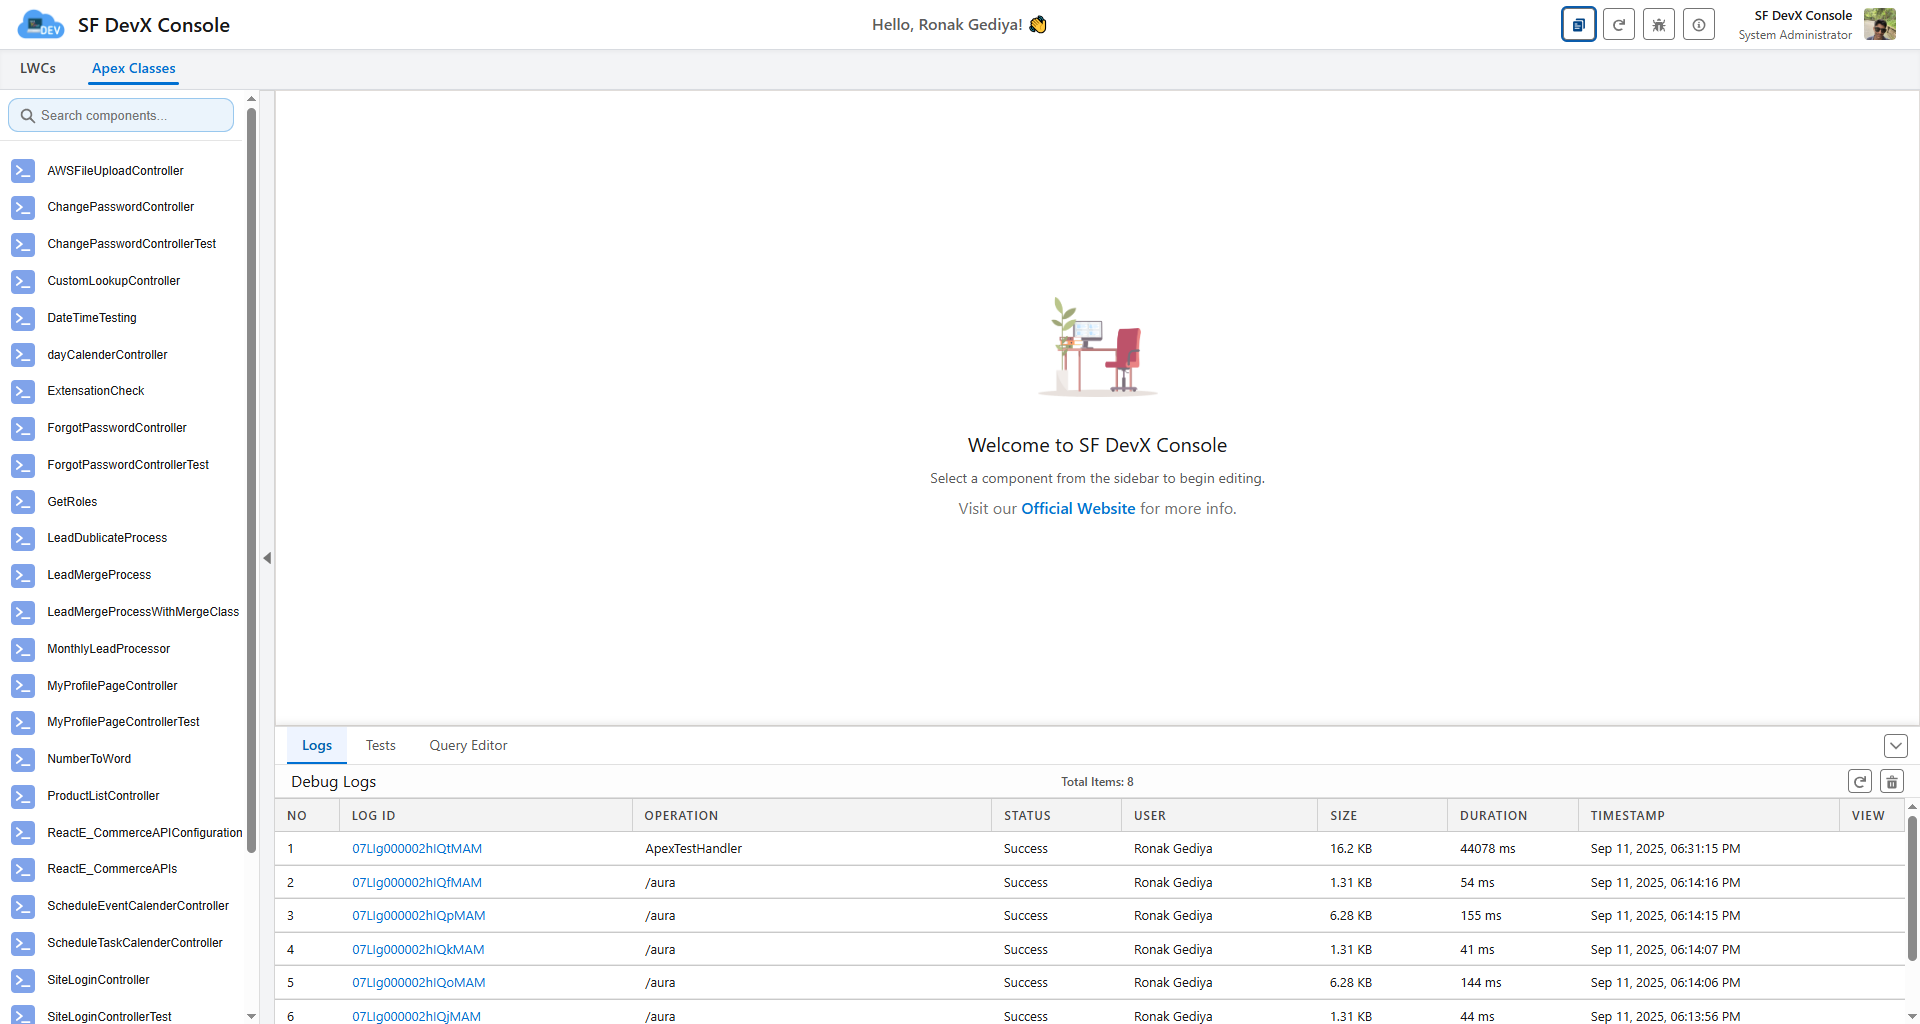 DEV SF DevX Console
Hello, Ronak Gediya!
SF DevX Console
System Administrator
LWCs Apex Classes
Search components...
AWSFileUploadController
ChangePasswordController
ChangePasswordControllerTest
CustomLookupController
DateTimeTesting
dayCalenderController
ExtensationCheck
ForgotPasswordController
ForgotPasswordControllerTest
GetRoles
LeadDublicateProcess
LeadMergeProcess
LeadMergeProcessWithMergeClass
MonthlyLeadProcessor
MyProfilePageController
MyProfilePageControllerTest
NumberToWord
ProductListController
ReactE_CommerceAPIConfiguration
ReactE_CommerceAPIs
ScheduleEventCalenderController
ScheduleTaskCalenderController
SiteLoginController
SiteLoginControllerTest
Welcome to SF DevX Console
Select a component from the sidebar to begin editing.
Visit our Official Website for more info.
Logs Tests Query Editor
Debug Logs Total Items: 8
NO LOG ID OPERATION STATUS USER SIZE DURATION TIMESTAMP VIEW
1 07LIg000002hIQtMAM ApexTestHandler Success Ronak Gediya 16.2 KB 44078 ms Sep 11, 2025, 06:31:15 PM
2 07LIg000002hIQfMAM /aura Success Ronak Gediya 1.31 KB 54 ms Sep 11, 2025, 06:14:16 PM
3 07LIg000002hIQpMAM /aura Success Ronak Gediya 6.28 KB 155 ms Sep 11, 2025, 06:14:15 PM
4 07LIg000002hIQkMAM /aura Success Ronak Gediya 1.31 KB 41 ms Sep 11, 2025, 06:14:07 PM
5 07LIg000002hIQoMAM /aura Success Ronak Gediya 6.28 KB 144 ms Sep 11, 2025, 06:14:06 PM
6 07LIg000002hIQjMAM /aura Success Ronak Gediya 1.31 KB 44 ms Sep 11, 2025, 06:13:56 PM